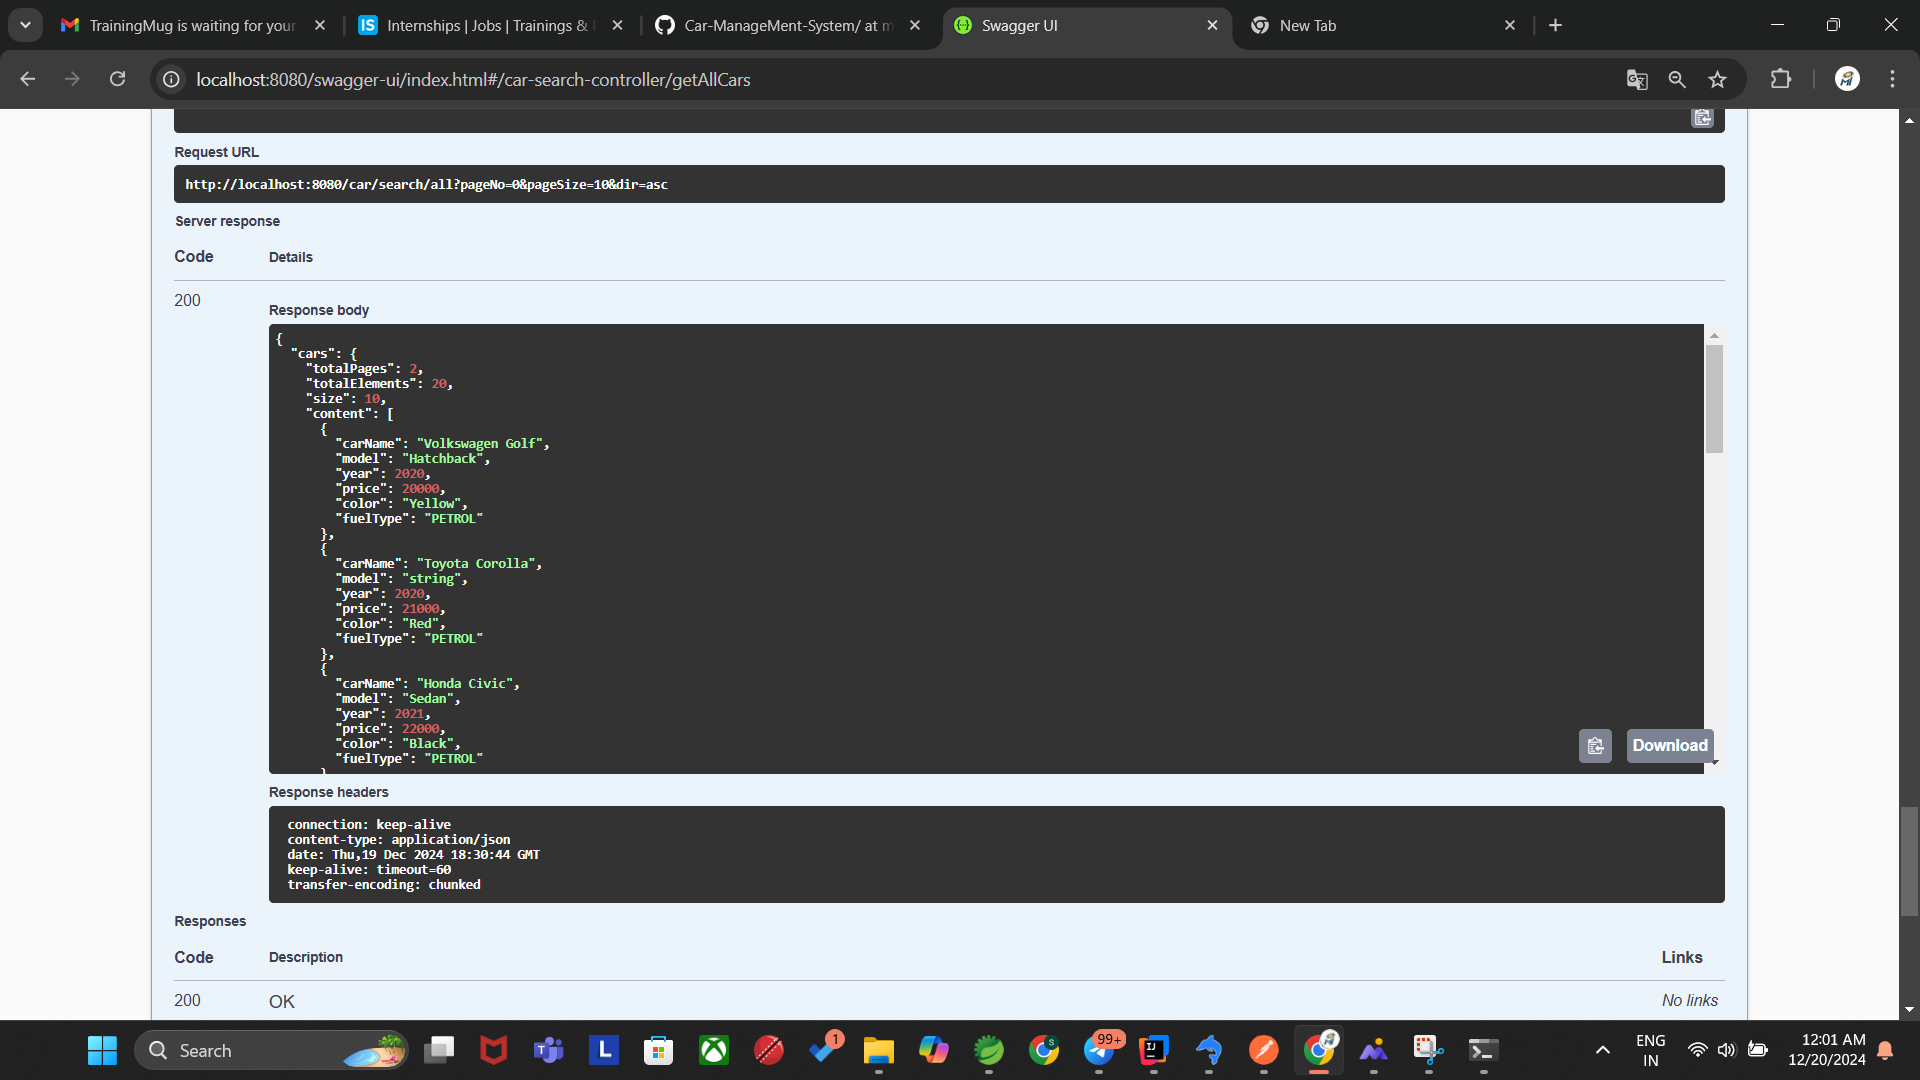 TrainingMug is waiting for your
Internships | Jobs | Trainings &
Car-ManageMent-System/ at m
Swagger UI
New Tab
localhost:8080/swagger-ui/index.html#/car-search-controller/getAllCars
Request URL
http://localhost:8080/car/search/all?pageNo=0&pageSize=10&dir=asc
Server response
Code Details
200
Response body
{
"cars": {
"totalPages": 2,
"totalElements": 20,
"size": 10,
"content": [
{
"carName": "Volkswagen Golf",
"model": "Hatchback",
"year": 2020,
"price": 20000,
"color": "Yellow",
"fuelType": "PETROL"
},
{
"carName": "Toyota Corolla",
"model": "string",
"year": 2020,
"price": 21000,
"color": "Red",
"fuelType": "PETROL"
},
{
"carName": "Honda Civic",
"model": "Sedan",
"year": 2021,
"price": 22000,
"color": "Black",
"fuelType": "PETROL"
}
Download
Response headers
connection: keep-alive
content-type: application/json
date: Thu,19 Dec 2024 18:30:44 GMT
keep-alive: timeout=60
transfer-encoding: chunked
Responses
Code Description Links
200 OK No links
Search
1
99+
ENG
IN
12:01 AM
12/20/2024